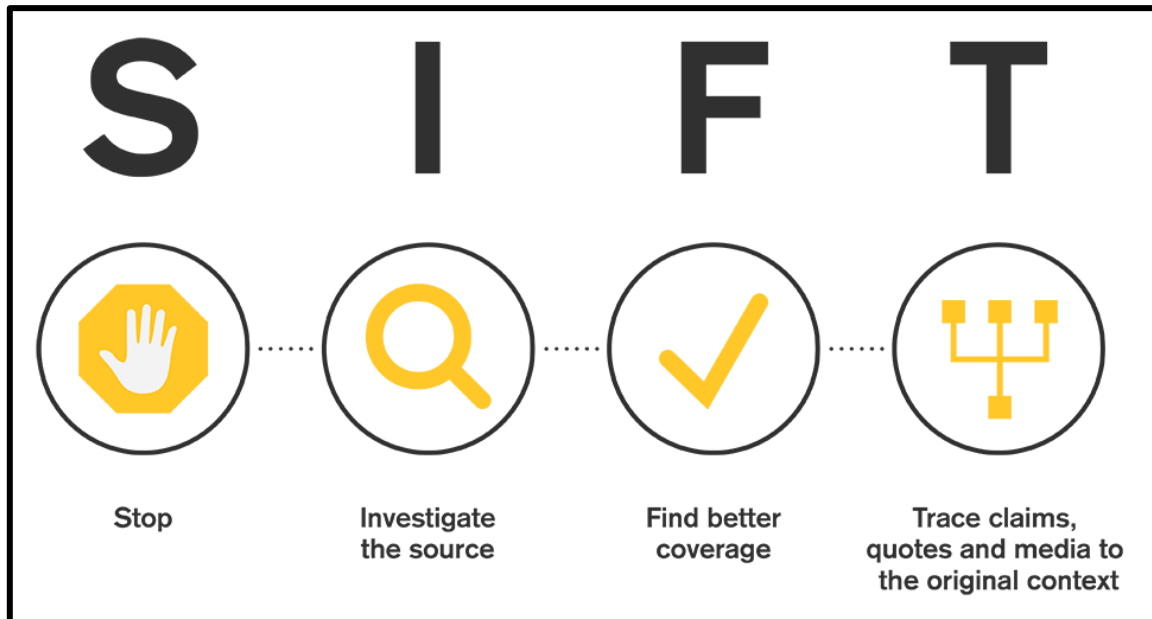 S I F T
Stop
Investigate
the source
Find better
coverage
Trace claims,
quotes and media to
the original context